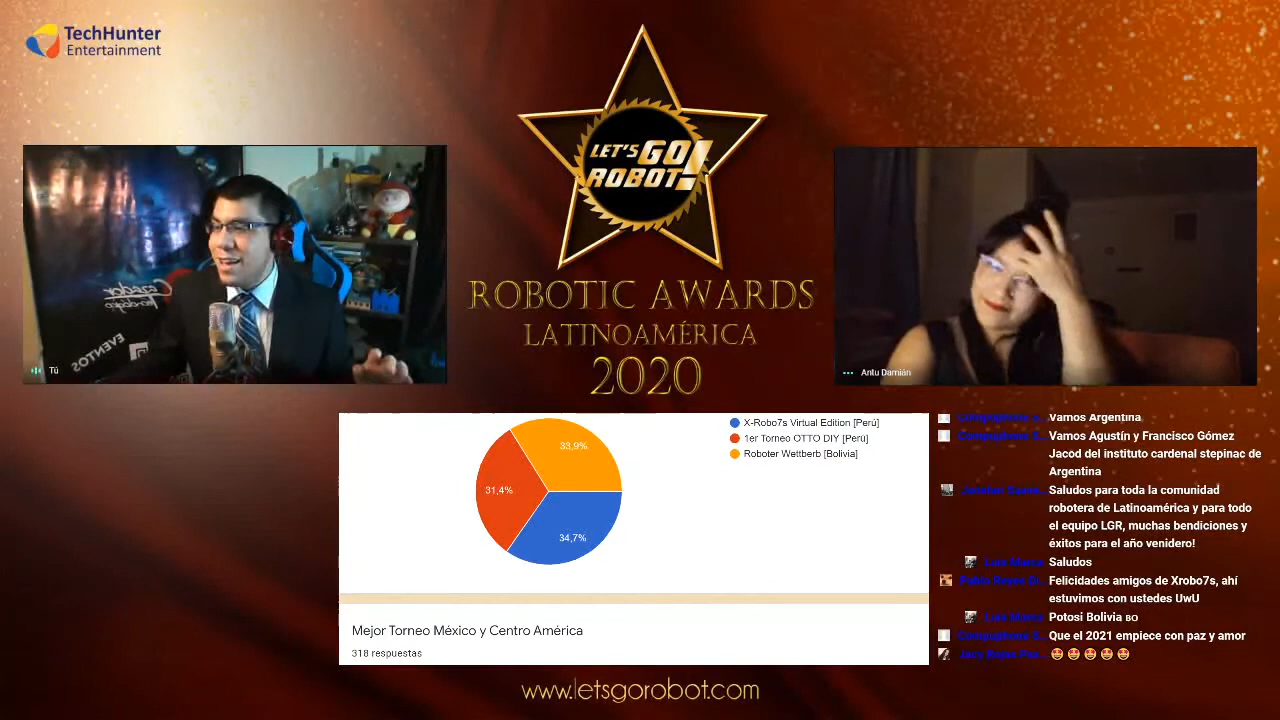 TechHunter
Entertainment
LET'S GO
ROBOT!
ROBOTIC AWARDS
LATINOAMÉRICA
2020
EVENTOS
Tú
Antu Damián
33,9%
31,4%
34,7%
X-Robo7s Virtual Edition [Perú]
1er Torneo OTTO DIY [Perú]
Roboter Wettberb [Bolivia]
Mejor Torneo México y Centro América
318 respuestas
Vamos Argentina
Vamos Agustín y Francisco Gómez
Jacod del instituto cardenal stepinac de
Argentina
Saludos para toda la comunidad
robotera de Latinoamérica y para todo
el equipo LGR, muchas bendiciones y
éxitos para el año venidero!
Saludos
Felicidades amigos de Xrobo7s, ahí
estuvimos con ustedes UwU
Potosi Bolivia BO
Que el 2021 empiece con paz y amor
🤩🤩🤩🤩🤩
www.letsgorobot.com